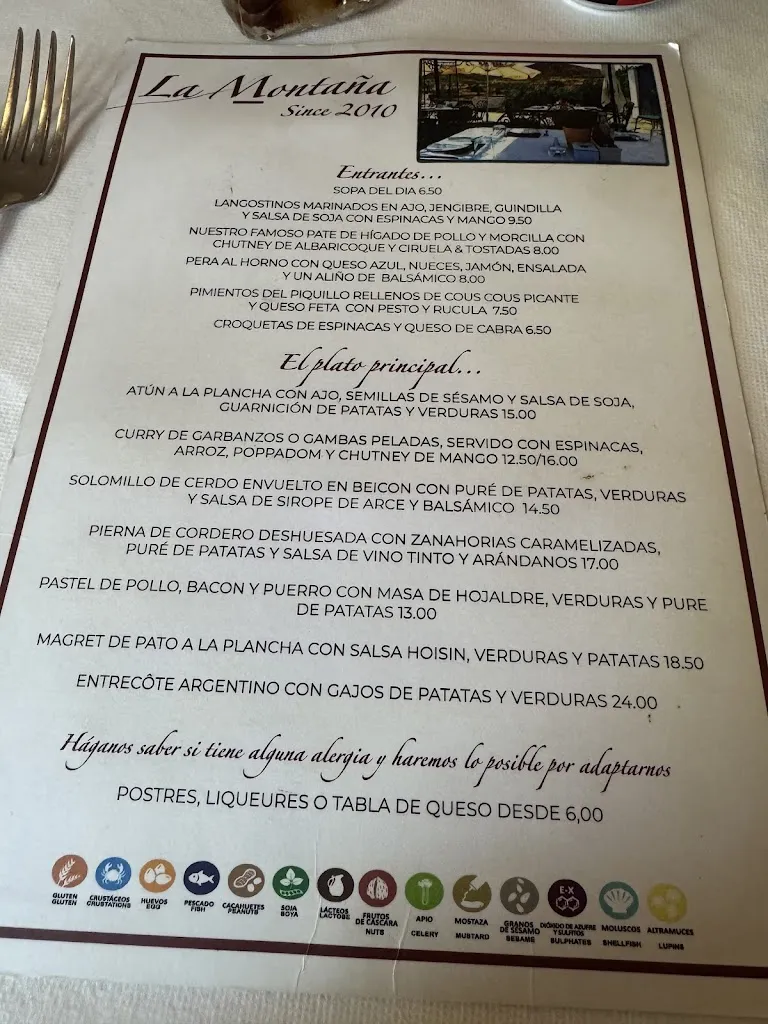 La Montaña
Since 2010
Entrantes...
SOPA DEL DIA 6.50
LANGOSTINOS MARINADOS EN AJO, JENGIBRE, GUINDILLA
Y SALSA DE SOJA CON ESPINACAS Y MANGO 9.50
NUESTRO FAMOSO PATE DE HÍGADO DE POLLO Y MORCILLA CON
CHUTNEY DE ALBARICOQUE Y CIRUELA & TOSTADAS 8.00
PERA AL HORNO CON QUESO AZUL, NUECES, JAMÓN, ENSALADA
Y UN ALIÑO DE BALSÁMICO 8.00
PIMIENTOS DEL PIQUILLO RELLENOS DE COUS COUS PICANTE
Y QUESO FETA CON PESTO Y RUCULA 7.50
CROQUETAS DE ESPINACAS Y QUESO DE CABRA 6.50
El plato principal...
ATÚN A LA PLANCHA CON AJO, SEMILLAS DE SÉSAMO Y SALSA DE SOJA,
GUARNICIÓN DE PATATAS Y VERDURAS 15.00
CURRY DE GARBANZOS O GAMBAS PELADAS, SERVIDO CON ESPINACAS,
ARROZ, POPPADOM Y CHUTNEY DE MANGO 12.50/16.00
SOLOMILLO DE CERDO ENVUELTO EN BEICON CON PURÉ DE PATATAS, VERDURAS
Y SALSA DE SIROPE DE ARCE Y BALSÁMICO 14.50
PIERNA DE CORDERO DESHUESADA CON ZANAHORIAS CARAMELIZADAS,
PURÉ DE PATATAS Y SALSA DE VINO TINTO Y ARÁNDANOS 17.00
PASTEL DE POLLO, BACON Y PUERRO CON MASA DE HOJALDRE, VERDURAS Y PURE
DE PATATAS 13.00
MAGRET DE PATO A LA PLANCHA CON SALSA HOISIN, VERDURAS Y PATATAS 18.50
ENTRECÔTE ARGENTINO CON GAJOS DE PATATAS Y VERDURAS 24.00
Háganos saber si tiene alguna alergia y haremos lo posible por adaptarnos
POSTRES, LIQUEURES O TABLA DE QUESO DESDE 6,00
E-X
GLUTEN
GLUTEN
CRUSTÁCEOS
CRUSTATIONS
HUEVOS
EGG
PESCADO
FISH
CACAHUETES
PEANUTS
SOJA
SOYA
LÁCTEOS
LACTOSE
FRUTOS
DE CÁSCARA
NUTS
APIO
CELERY
MOSTAZA
MUSTARD
GRANOS
DE SÉSAMO
SESAME
DIÓXIDO DE AZUFRE
Y SULFITOS
SULPHATES
MOLUSCOS
SHELLFISH
ALTRAMUCES
LUPINS